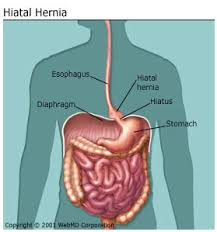 Hiatal Hernia
Esophagus
Hiatal
hernia
Diaphragm
Hiatus
Stomach
Copyright © 2001 WebMD Corporation